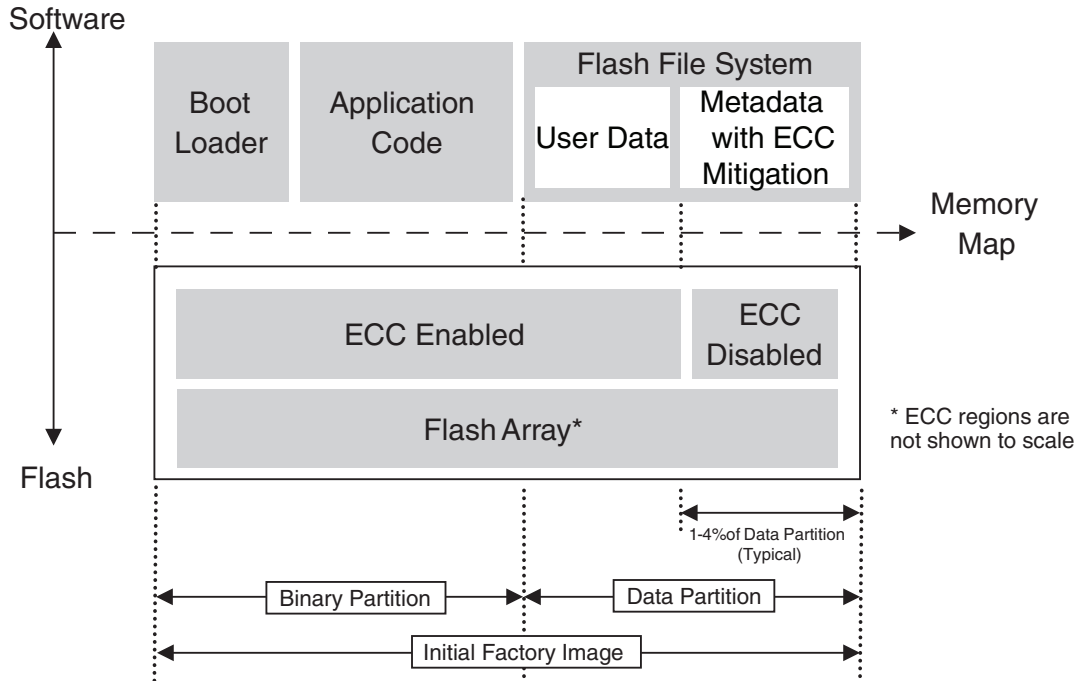 Software
Boot
Loader
Application
Code
Flash File System
User Data
Metadata
with ECC
Mitigation
Memory
Map
ECC Enabled
ECC
Disabled
Flash Array*
* ECC regions are
not shown to scale
Flash
1-4%of Data Partition
(Typical)
Binary Partition
Data Partition
Initial Factory Image